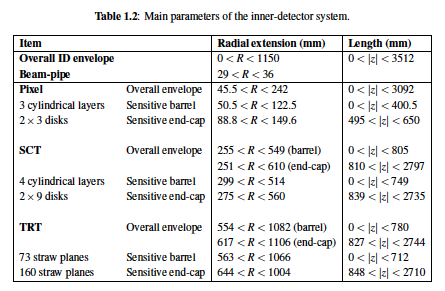 Table 1.2: Main parameters of the inner-detector system.
Item Radial extension (mm) Length (mm)
Overall ID envelope 0 < R < 1150 0 < |z| < 3512
Beam-pipe 29 < R < 36
Pixel Overall envelope 45.5 < R < 242 0 < |z| < 3092
3 cylindrical layers Sensitive barrel 50.5 < R < 122.5 0 < |z| < 400.5
2 × 3 disks Sensitive end-cap 88.8 < R < 149.6 495 < |z| < 650
SCT Overall envelope 255 < R < 549 (barrel) 0 < |z| < 805
251 < R < 610 (end-cap) 810 < |z| < 2797
4 cylindrical layers Sensitive barrel 299 < R < 514 0 < |z| < 749
2 × 9 disks Sensitive end-cap 275 < R < 560 839 < |z| < 2735
TRT Overall envelope 554 < R < 1082 (barrel) 0 < |z| < 780
617 < R < 1106 (end-cap) 827 < |z| < 2744
73 straw planes Sensitive barrel 563 < R < 1066 0 < |z| < 712
160 straw planes Sensitive end-cap 644 < R < 1004 848 < |z| < 2710